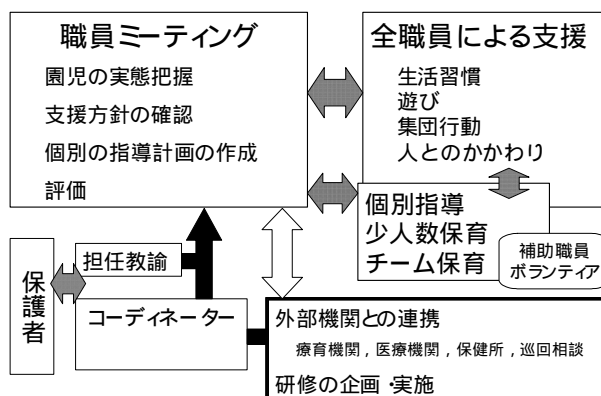 職員ミーティング
園児の実態把握
支援方針の確認
個別の指導計画の作成
評価
全職員による支援
生活習慣
遊び
集団行動
人とのかかわり
個別指導
少人数保育
チーム保育
補助職員
ボランティア
保護者
担任教諭
コーディネーター
外部機関との連携
療育機関，医療機関，保健所，巡回相談
研修の企画・実施